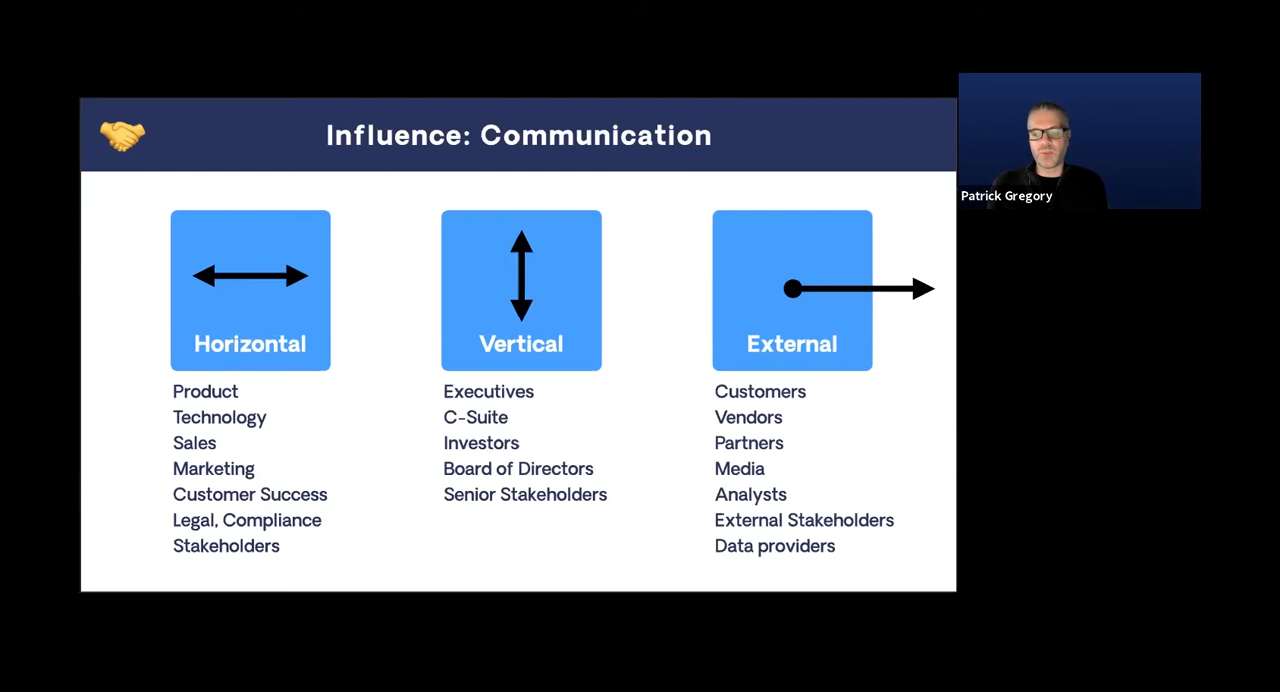 Influence: Communication
Patrick Gregory
Horizontal
Product
Technology
Sales
Marketing
Customer Success
Legal, Compliance
Stakeholders
Vertical
Executives
C-Suite
Investors
Board of Directors
Senior Stakeholders
External
Customers
Vendors
Partners
Media
Analysts
External Stakeholders
Data providers